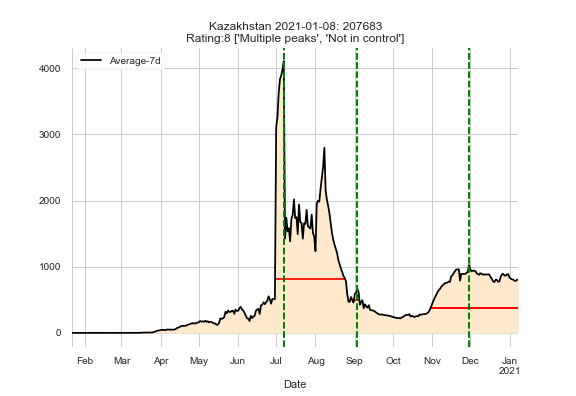 Kazakhstan 2021-01-08: 207683
Rating:8 ['Multiple peaks', 'Not in control']
Average-7d
4000
3000
2000
1000
0
Feb Mar Apr May Jun Jul Aug Sep Oct Nov Dec Jan
2021
Date